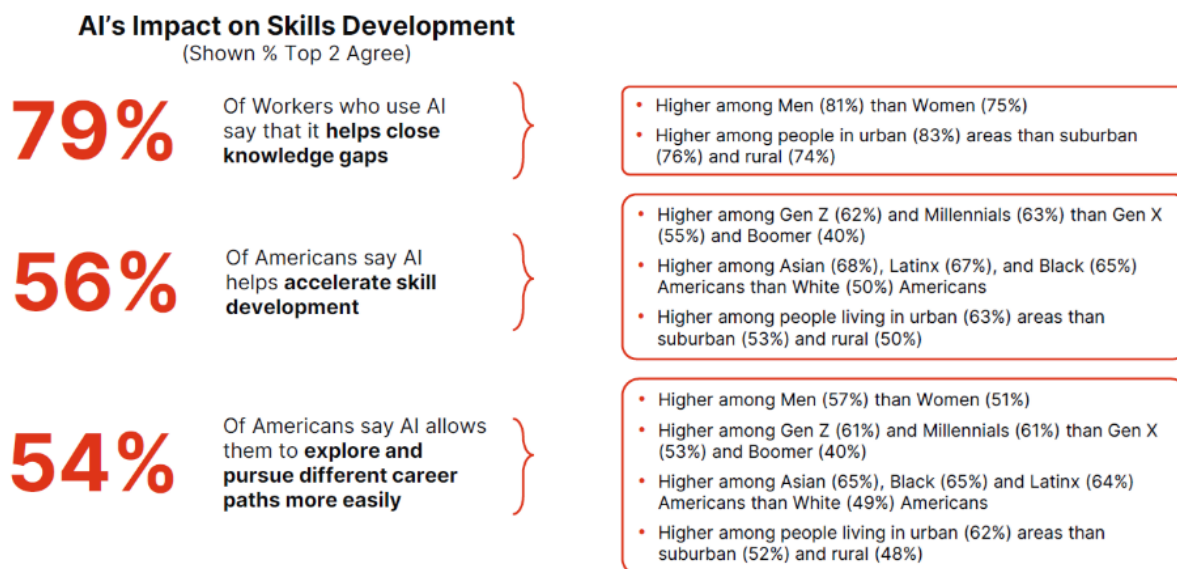 AI's Impact on Skills Development
(Shown % Top 2 Agree)
79%
Of Workers who use AI
say that it helps close
knowledge gaps
• Higher among Men (81%) than Women (75%)
• Higher among people in urban (83%) areas than suburban
(76%) and rural (74%)
56%
Of Americans say AI
helps accelerate skill
development
• Higher among Gen Z (62%) and Millennials (63%) than Gen X
(55%) and Boomer (40%)
• Higher among Asian (68%), Latinx (67%), and Black (65%)
Americans than White (50%) Americans
• Higher among people living in urban (63%) areas than
suburban (53%) and rural (50%)
54%
Of Americans say AI allows
them to explore and
pursue different career
paths more easily
• Higher among Men (57%) than Women (51%)
• Higher among Gen Z (61%) and Millennials (61%) than Gen X
(53%) and Boomer (40%)
• Higher among Asian (65%), Black (65%) and Latinx (64%)
Americans than White (49%) Americans
• Higher among people living in urban (62%) areas than
suburban (52%) and rural (48%)